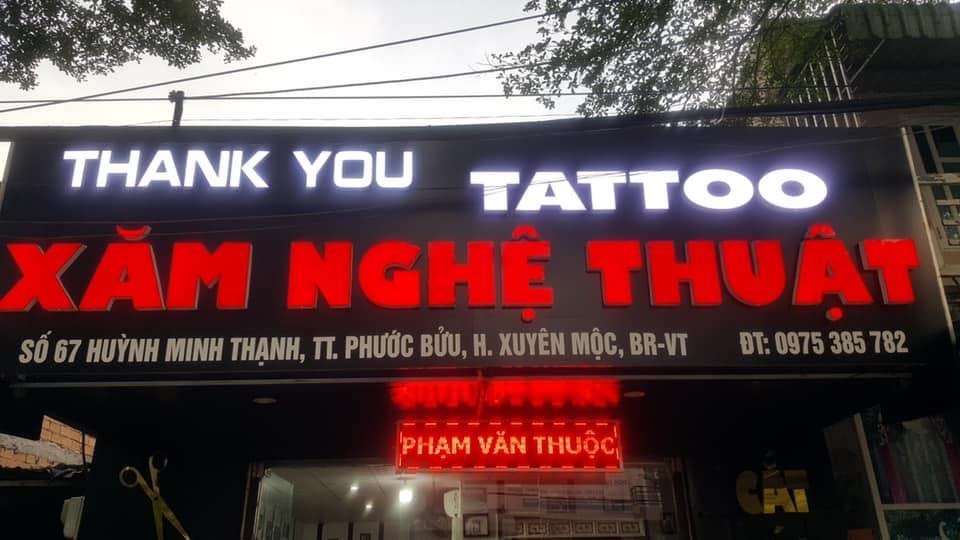 THANK YOU TATTOO
XĂM NGHỆ THUẬT
SỐ 67 HUỲNH MINH THẠNH, TT. PHƯỚC BỬU, H. XUYÊN MỘC, BR-VT ĐT: 0975 385 782
PHẠM VĂN THUỘC
CẮT